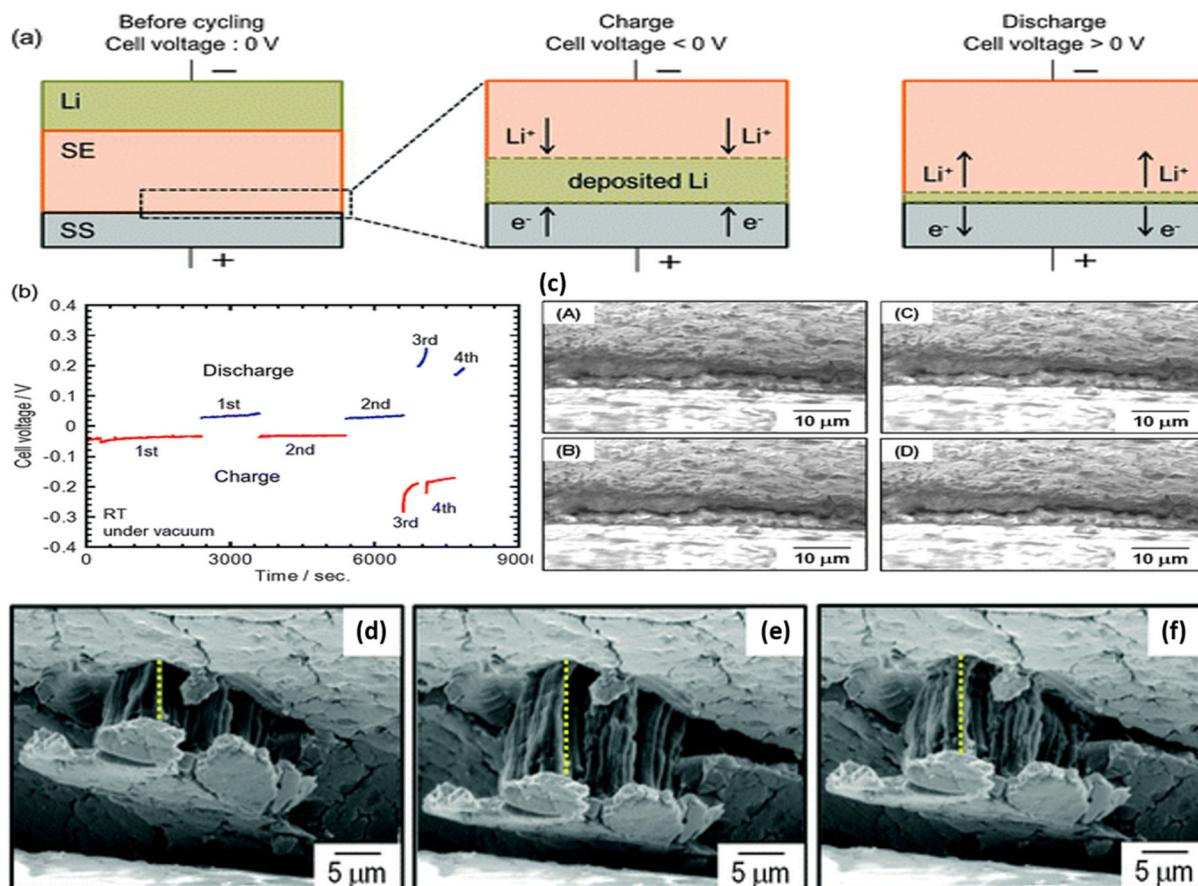 (a)
Before cycling
Cell voltage : 0 V
Charge
Cell voltage < 0 V
Discharge
Cell voltage > 0 V
−
−
−
Li
SE
SS
+
Li⁺
Li⁺
deposited Li
e⁻
e⁻
+
Li⁺
Li⁺
e⁻
e⁻
+
(b)
Cell voltage / V
0.4
0.3
0.2
0.1
0
-0.1
-0.2
-0.3
-0.4
Discharge
1st
2nd
3rd
4th
1st
2nd
Charge
3rd
4th
RT
under vacuum
0
3000
6000
9000
Time / sec.
(c)
(A)
10 μm
(C)
10 μm
(B)
10 μm
(D)
10 μm
(d)
5 μm
(e)
5 μm
(f)
5 μm